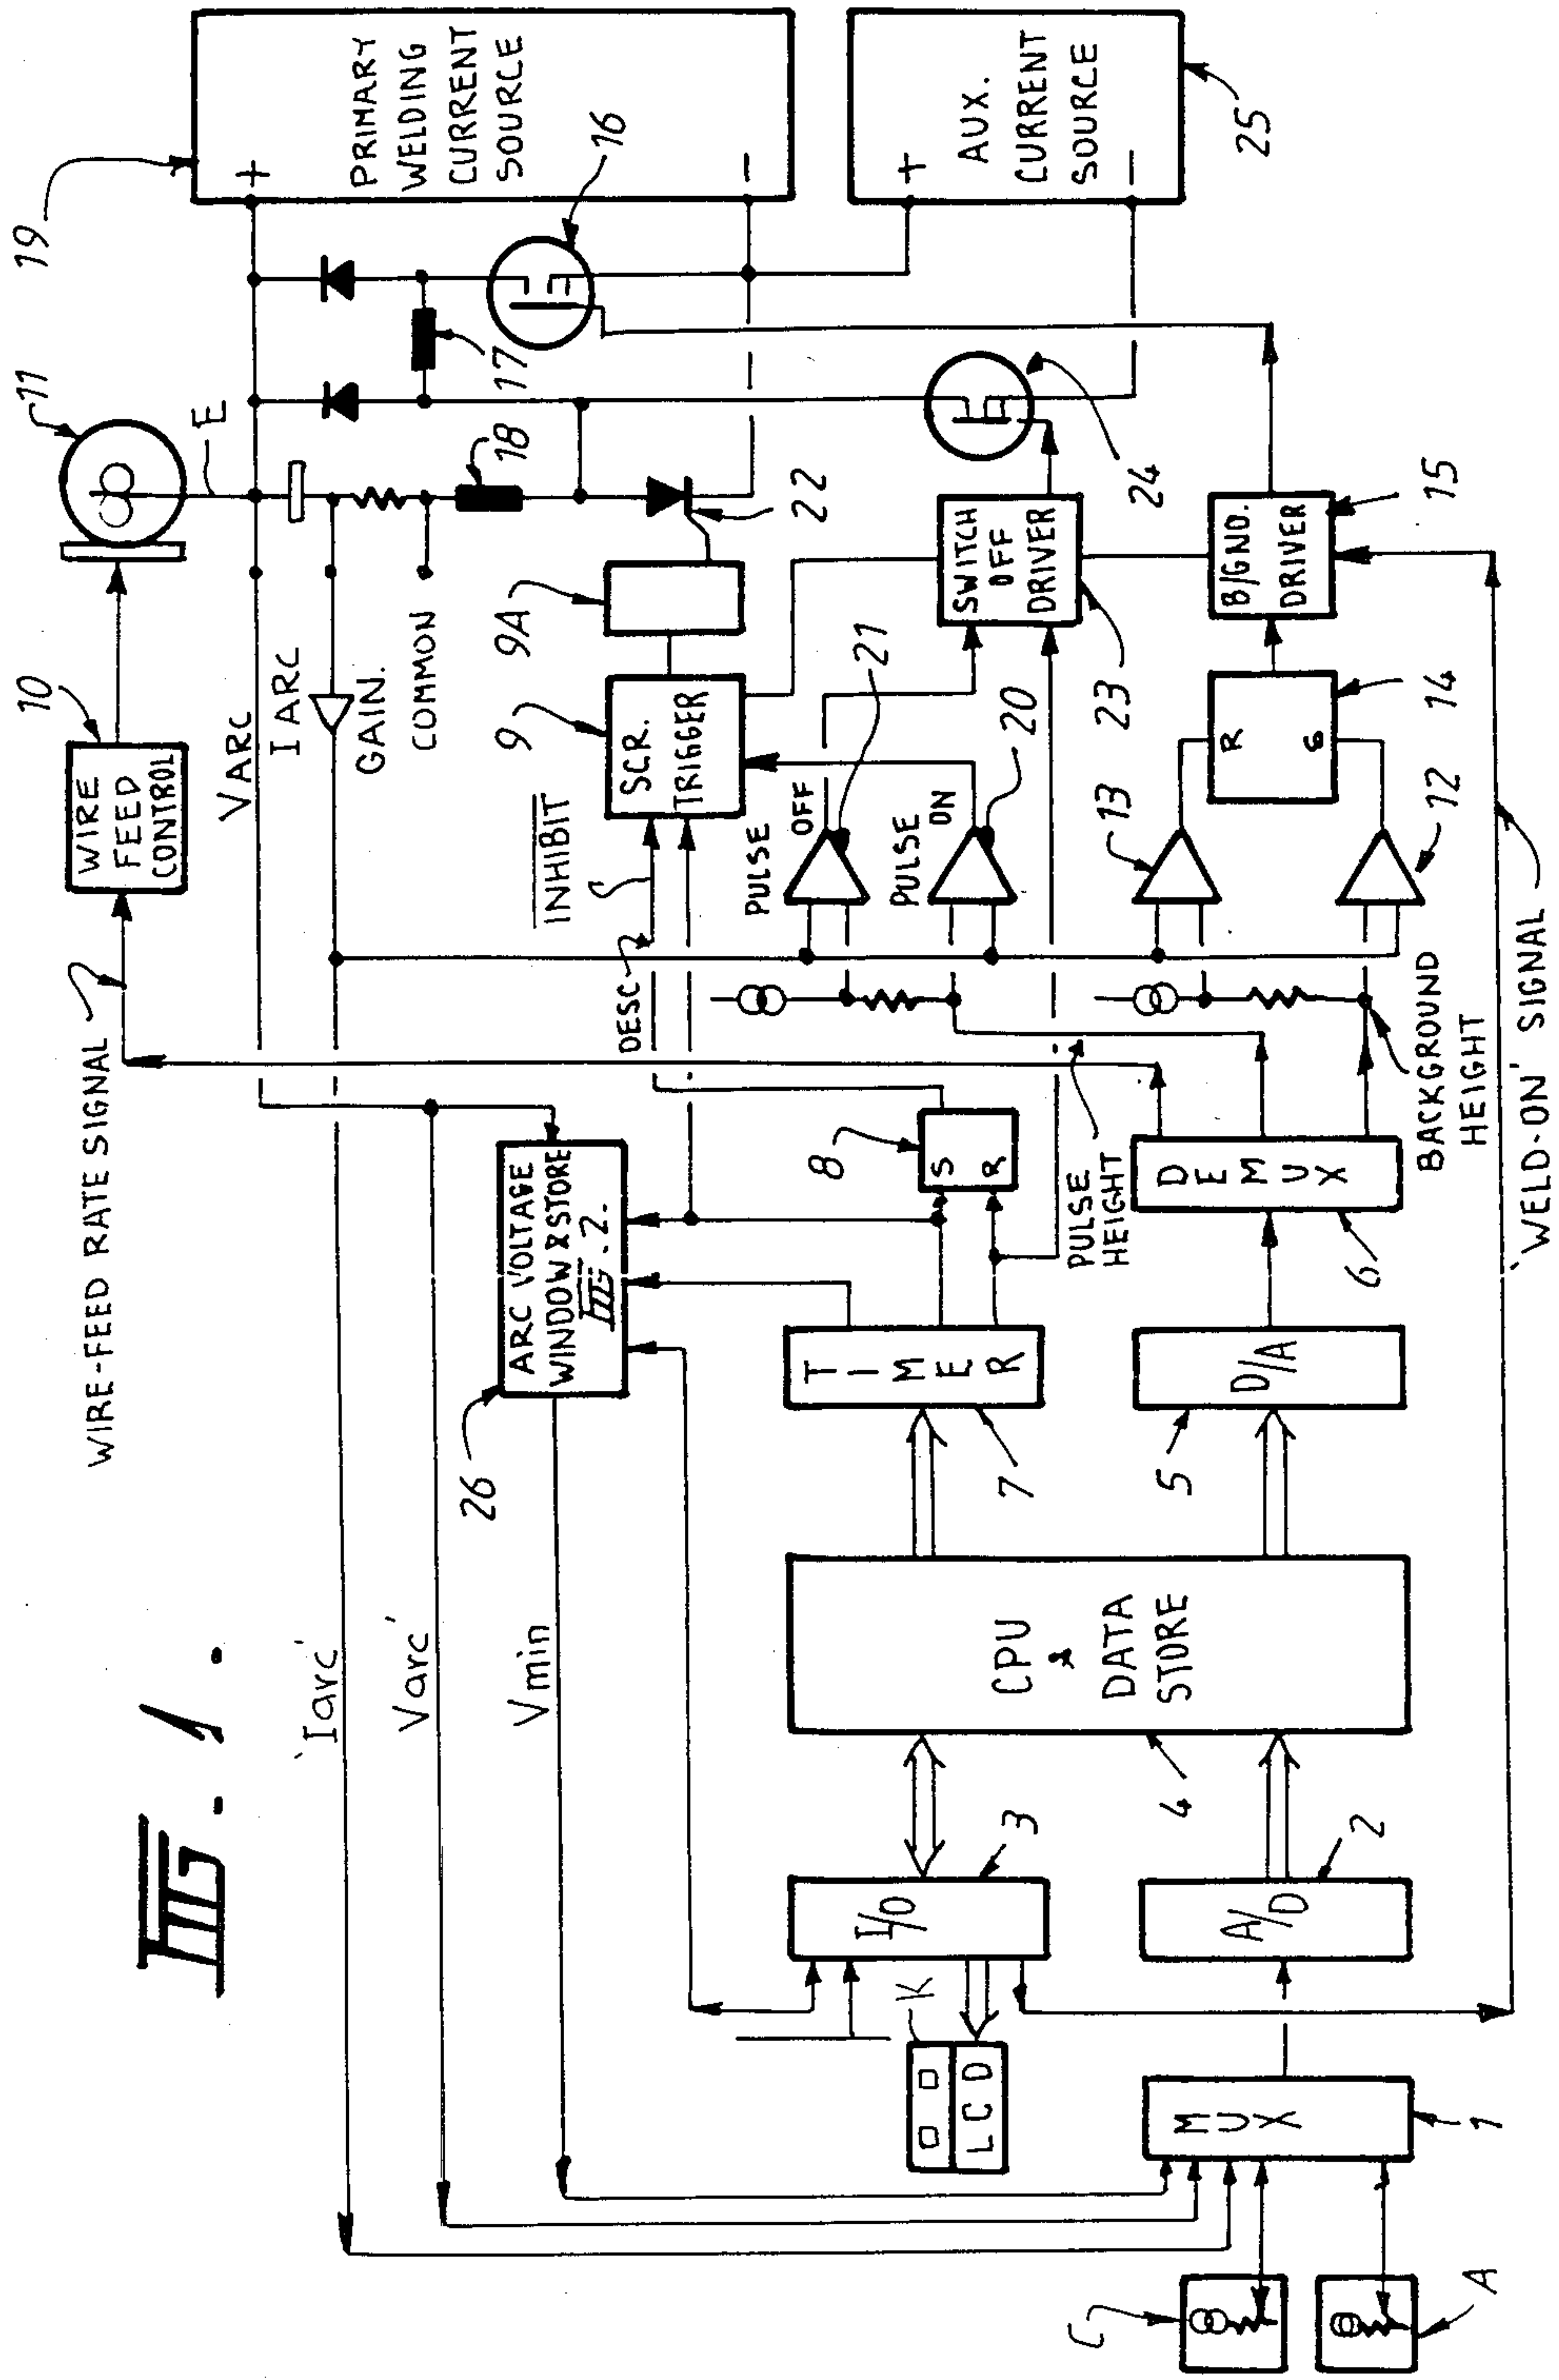 FIG. 1.
WIRE-FEED RATE SIGNAL
10
WIRE
FEED
CONTROL
11
E
19
+
PRIMARY
WELDING
CURRENT
SOURCE
-
16
17
18
22
+
AUX.
CURRENT
SOURCE
-
25
VARC
I ARC
GAIN.
COMMON
9A
9
SCR.
TRIGGER
INHIBIT
DESC
SWITCH
OFF
DRIVER
23
24
B/GND.
DRIVER
15
PULSE
OFF
21
PULSE
ON
20
13
12
R
S
14
'Iarc'
Varc'
Vmin
ARC VOLTAGE
WINDOW & STORE
FIG. 2.
26
8
S
R
PULSE
HEIGHT
BACKGROUND
HEIGHT
'WELD-ON' SIGNAL
TIMER
7
D/A
5
DEMUX
6
CPU
&
DATA
STORE
4
I/O
3
A/D
2
K
LCD
MUX
1
C
A